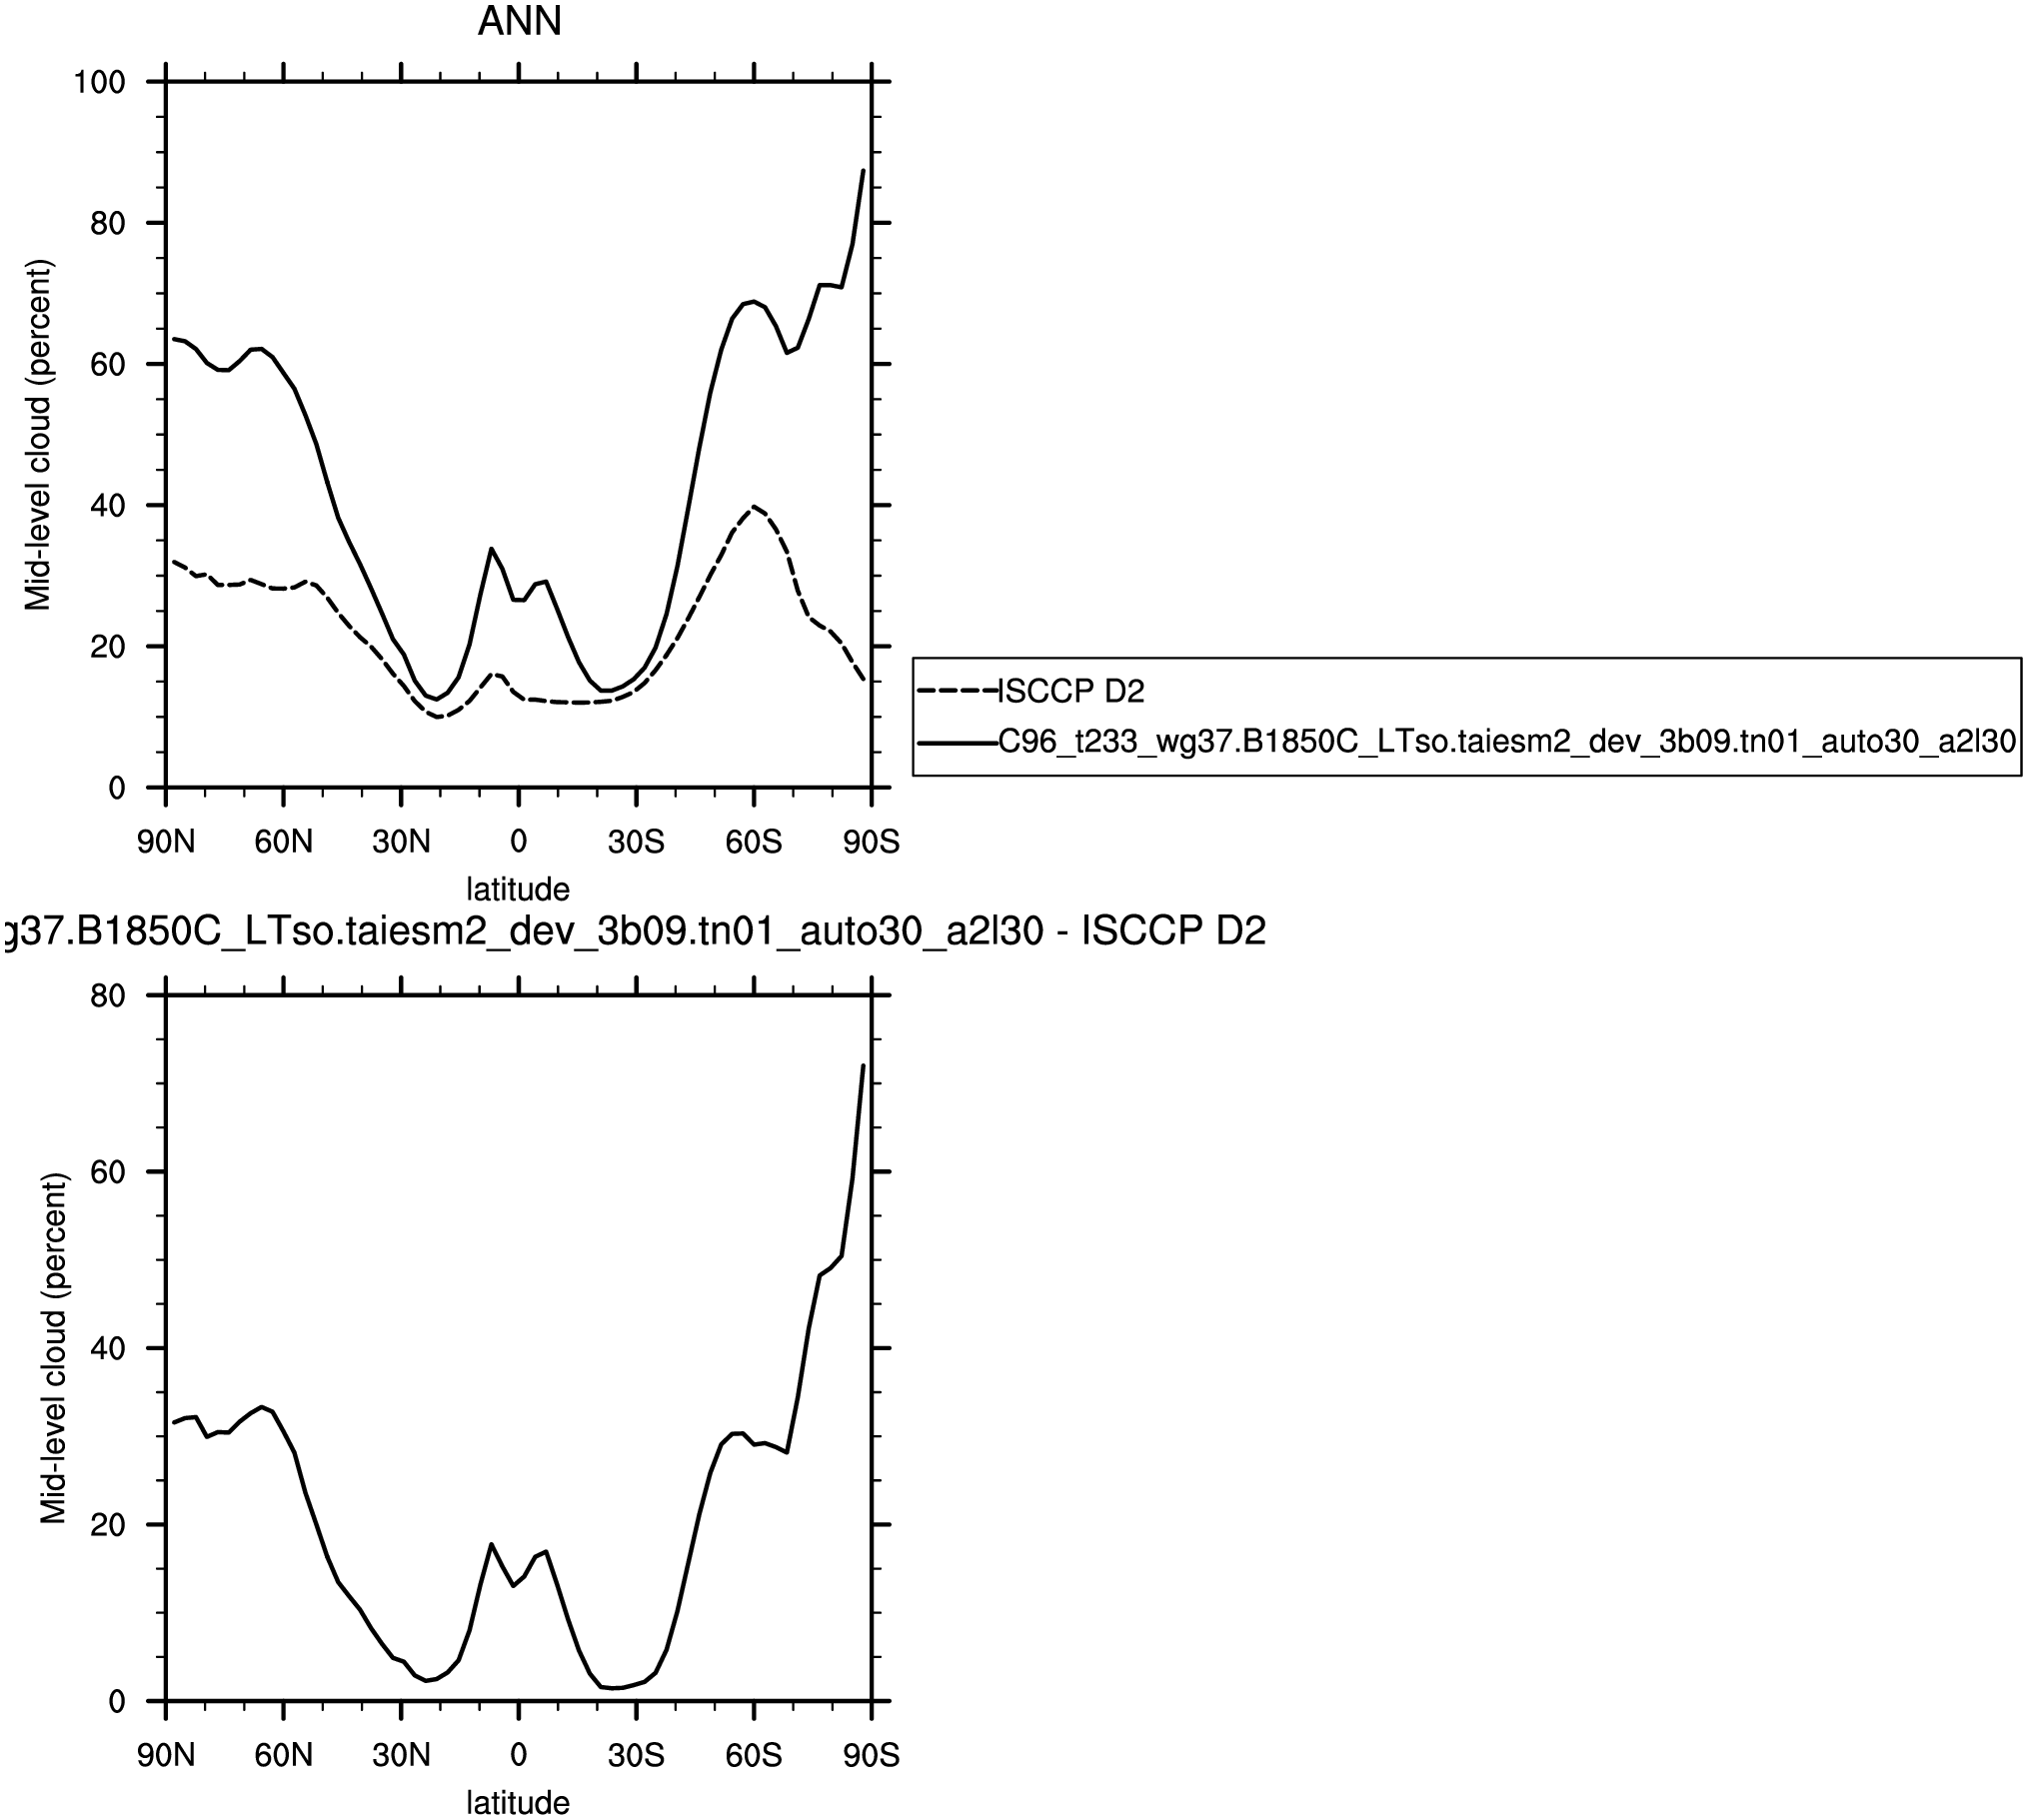 ANN
100
80
60
40
20
0
Mid-level cloud (percent)
90N 60N 30N 0 30S 60S 90S
latitude
ISCCP D2
C96_t233_wg37.B1850C_LTso.taiesm2_dev_3b09.tn01_auto30_a2l30
g37.B1850C_LTso.taiesm2_dev_3b09.tn01_auto30_a2l30 - ISCCP D2
80
60
40
20
0
Mid-level cloud (percent)
90N 60N 30N 0 30S 60S 90S
latitude